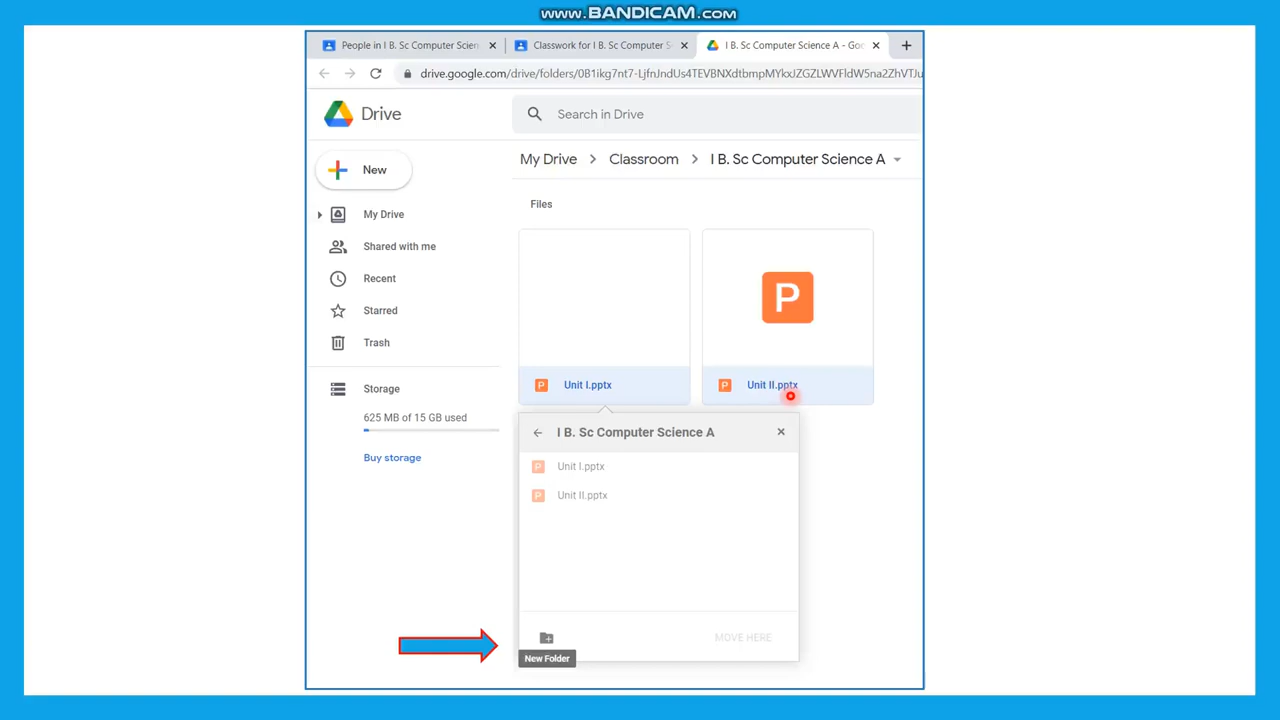 www.BANDICAM.com
People in I B. Sc Computer Scien
Classwork for I B. Sc Computer S
I B. Sc Computer Science A - Goo
drive.google.com/drive/folders/0B1ikg7nt7-LjfnJndUs4TEVBNXdtbmpMYkxJZGZLWVFldW5na2ZhVTJu
Drive
Search in Drive
New
My Drive
Shared with me
Recent
Starred
Trash
Storage
625 MB of 15 GB used
Buy storage
My Drive > Classroom > I B. Sc Computer Science A
Files
P
Unit I.pptx
Unit II.pptx
I B. Sc Computer Science A
Unit I.pptx
Unit II.pptx
MOVE HERE
New Folder